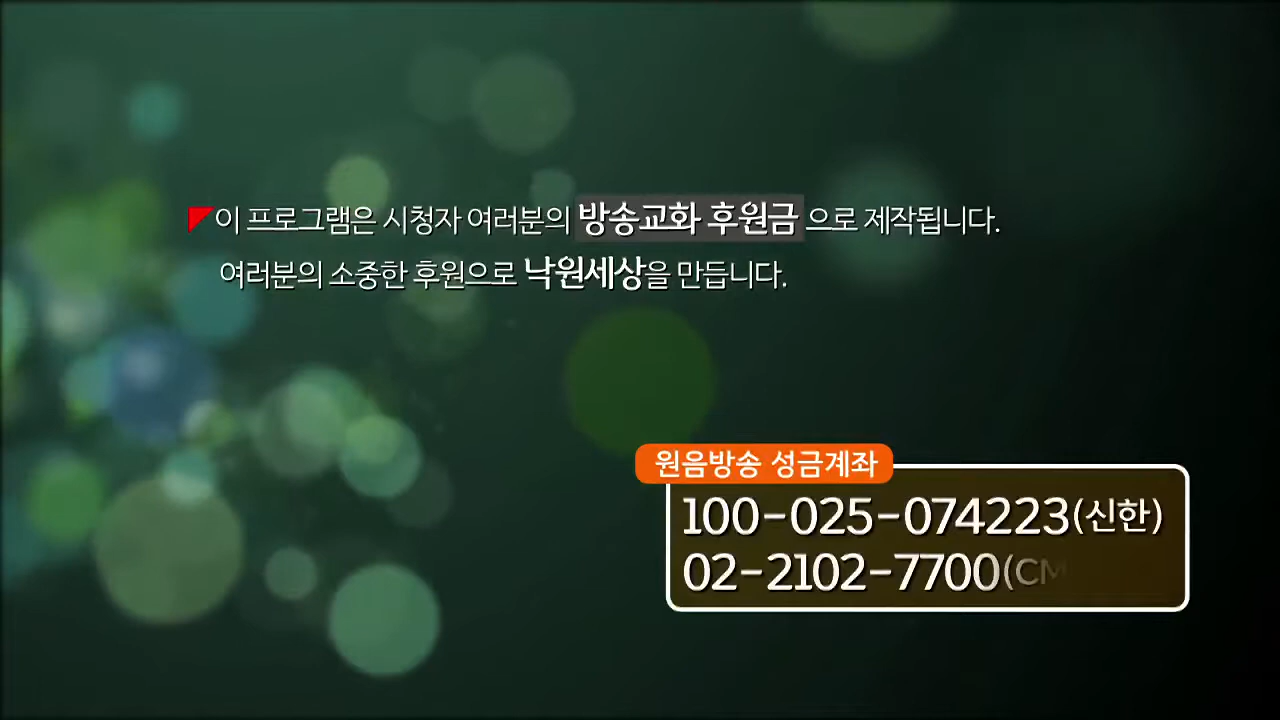 이 프로그램은 시청자 여러분의 방송교화 후원금 으로 제작됩니다.
여러분의 소중한 후원으로 낙원세상을 만듭니다.
원음방송 성금계좌
100-025-074223(신한)
02-2102-7700(CM